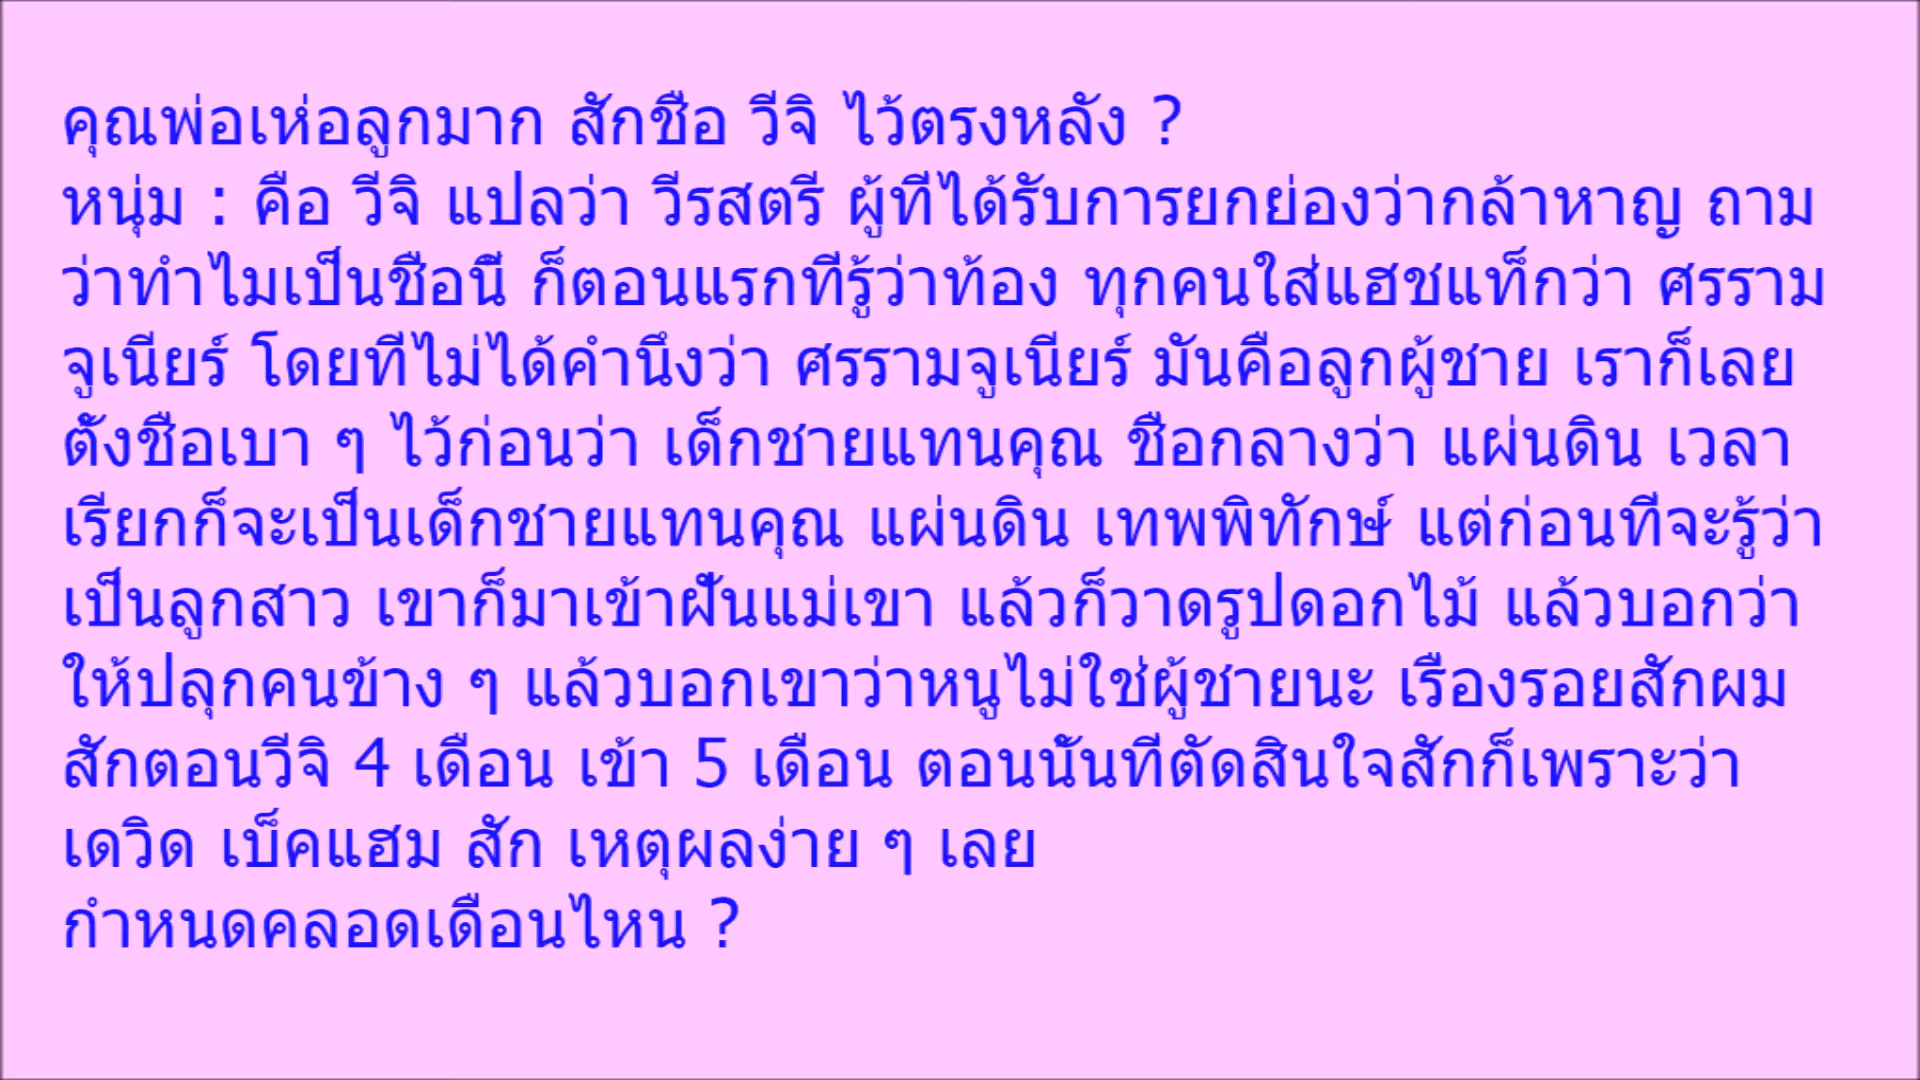 คุณพ่อเห่อลูกมาก สักชื่อ วีจิ ไว้ตรงหลัง ?
หนุ่ม : คือ วีจิ แปลว่า วีรสตรี ผู้ที่ได้รับการยกย่องว่ากล้าหาญ ถาม
ว่าทำไมเป็นชื่อนี้ ก็ตอนแรกที่รู้ว่าท้อง ทุกคนใส่แฮชแท็กว่า ศรราม
จูเนียร์ โดยที่ไม่ได้คำนึงว่า ศรรามจูเนียร์ มันคือลูกผู้ชาย เราก็เลย
ตั้งชื่อเบา ๆ ไว้ก่อนว่า เด็กชายแทนคุณ ชื่อกลางว่า แผ่นดิน เวลา
เรียกก็จะเป็นเด็กชายแทนคุณ แผ่นดิน เทพพิทักษ์ แต่ก่อนที่จะรู้ว่า
เป็นลูกสาว เขาก็มาเข้าฝันแม่เขา แล้วก็วาดรูปดอกไม้ แล้วบอกว่า
ให้ปลุกคนข้าง ๆ แล้วบอกเขาว่าหนูไม่ใช่ผู้ชายนะ เรื่องรอยสักผม
สักตอนวีจิ 4 เดือน เข้า 5 เดือน ตอนนั้นที่ตัดสินใจสักก็เพราะว่า
เดวิด เบ็คแฮม สัก เหตุผลง่าย ๆ เลย
กำหนดคลอดเดือนไหน ?